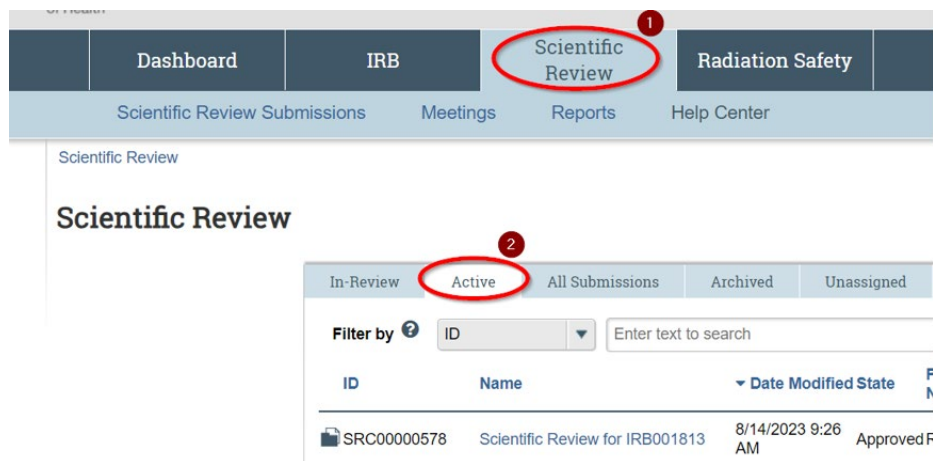 of Health
1
Dashboard IRB Scientific Review Radiation Safety
Scientific Review Submissions Meetings Reports Help Center
Scientific Review
Scientific Review
2
In-Review Active All Submissions Archived Unassigned
Filter by ? ID Enter text to search
ID Name Date Modified State
SRC00000578 Scientific Review for IRB001813 8/14/2023 9:26 AM Approved